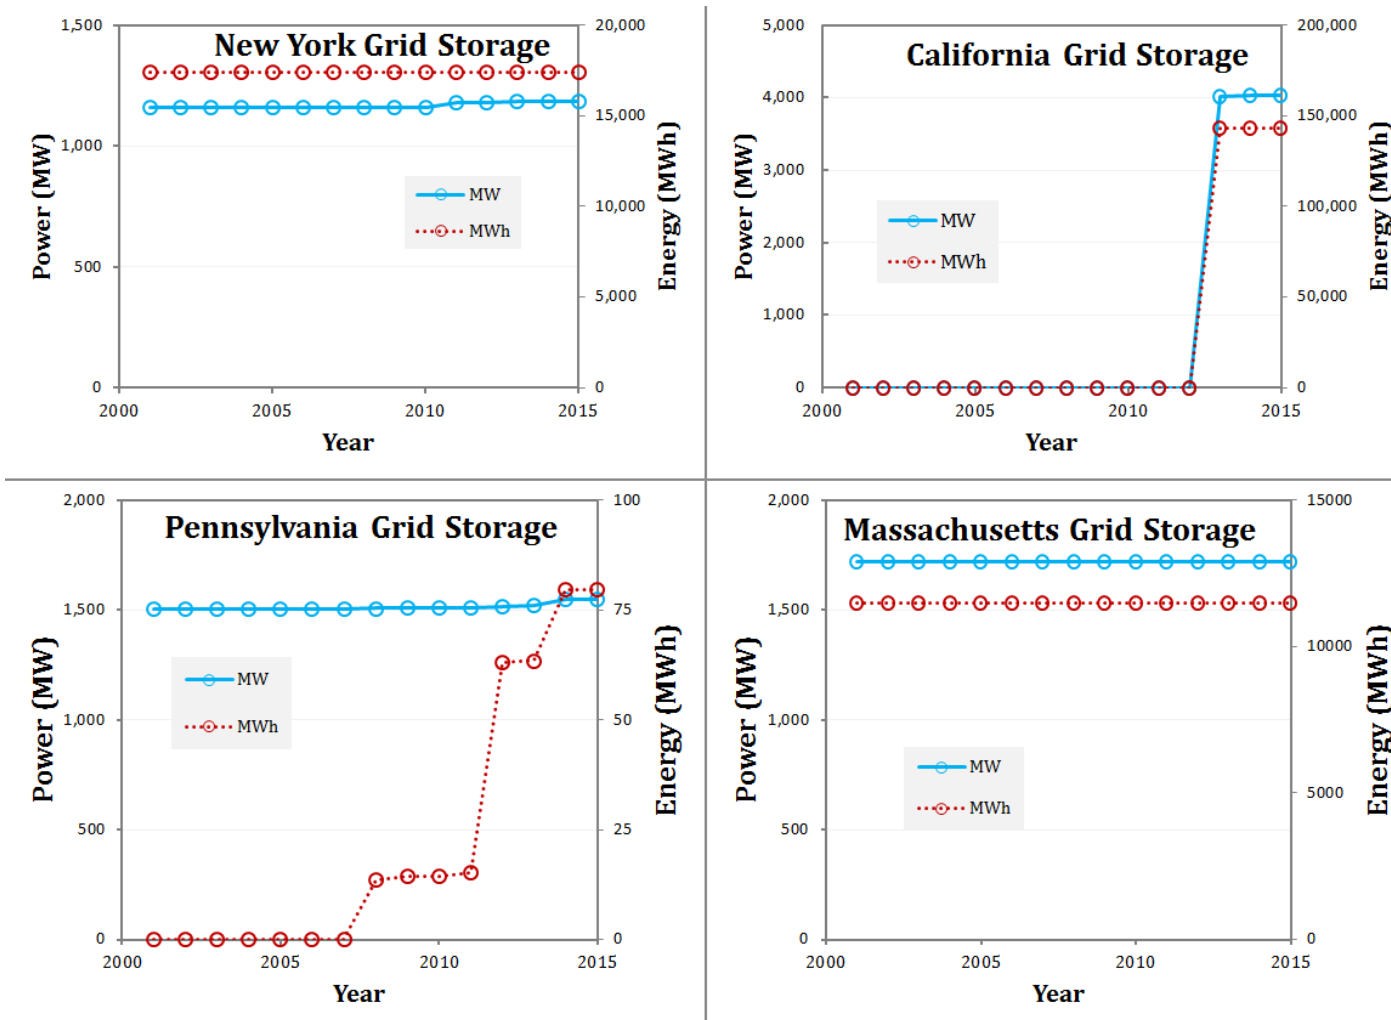 New York Grid Storage
1,500
1,000
500
0
Power (MW)
20,000
15,000
10,000
5,000
0
Energy (MWh)
MW
MWh
2000
2005
2010
2015
Year
California Grid Storage
5,000
4,000
3,000
2,000
1,000
0
Power (MW)
200,000
150,000
100,000
50,000
0
Energy (MWh)
MW
MWh
2000
2005
2010
2015
Year
Pennsylvania Grid Storage
2,000
1,500
1,000
500
0
Power (MW)
100
75
50
25
0
Energy (MWh)
MW
MWh
2000
2005
2010
2015
Year
Massachusetts Grid Storage
2,000
1,500
1,000
500
0
Power (MW)
15000
10000
5000
0
Energy (MWh)
MW
MWh
2000
2005
2010
2015
Year